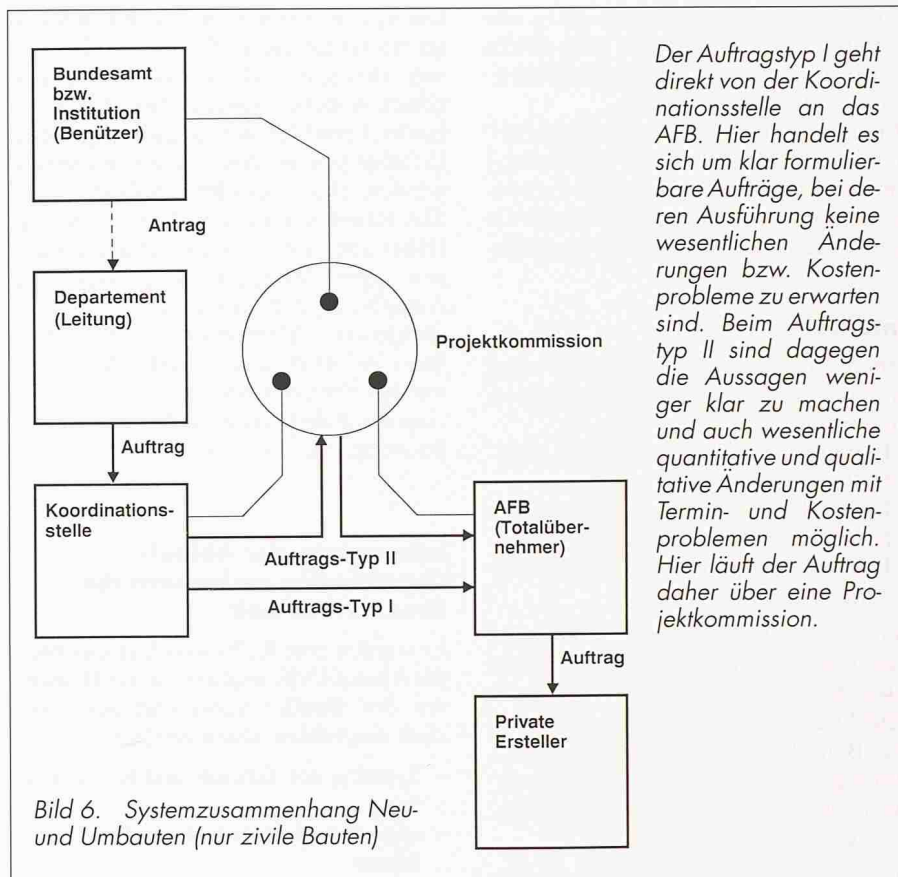 Bundesamt
bzw.
Institution
(Benützer)
Antrag
Departement
(Leitung)
Auftrag
Koordinations-
stelle
Projektkommission
Auftrags-Typ II
Auftrags-Typ I
AFB
(Totalüber-
nehmer)
Auftrag
Private
Ersteller
Der Auftragstyp I geht
direkt von der Koordi-
nationsstelle an das
AFB. Hier handelt es
sich um klar formulier-
bare Aufträge, bei de-
ren Ausführung keine
wesentlichen Ände-
rungen bzw. Kosten-
probleme zu erwarten
sind. Beim Auftrags-
typ II sind dagegen
die Aussagen weni-
ger klar zu machen
und auch wesentliche
quantitative und quali-
tative Änderungen mit
Termin- und Kosten-
problemen möglich.
Hier läuft der Auftrag
daher über eine Pro-
jektkommission.
Bild 6. Systemzusammenhang Neu-
und Umbauten (nur zivile Bauten)